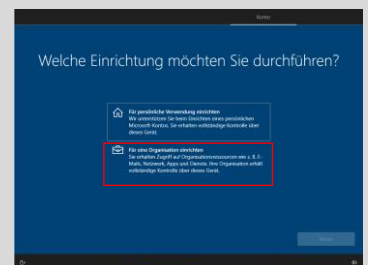 Konto
Welche Einrichtung möchten Sie durchführen?
Für persönliche Verwendung einrichten
Wir unterstützen Sie beim Einrichten eines persönlichen
Microsoft-Kontos. Sie erhalten vollständige Kontrolle über
dieses Gerät.
Für eine Organisation einrichten
Sie erhalten Zugriff auf Organisationsressourcen wie z. B. E-
Mails, Netzwerk, Apps und Dienste. Ihre Organisation erhält
vollständige Kontrolle über dieses Gerät.